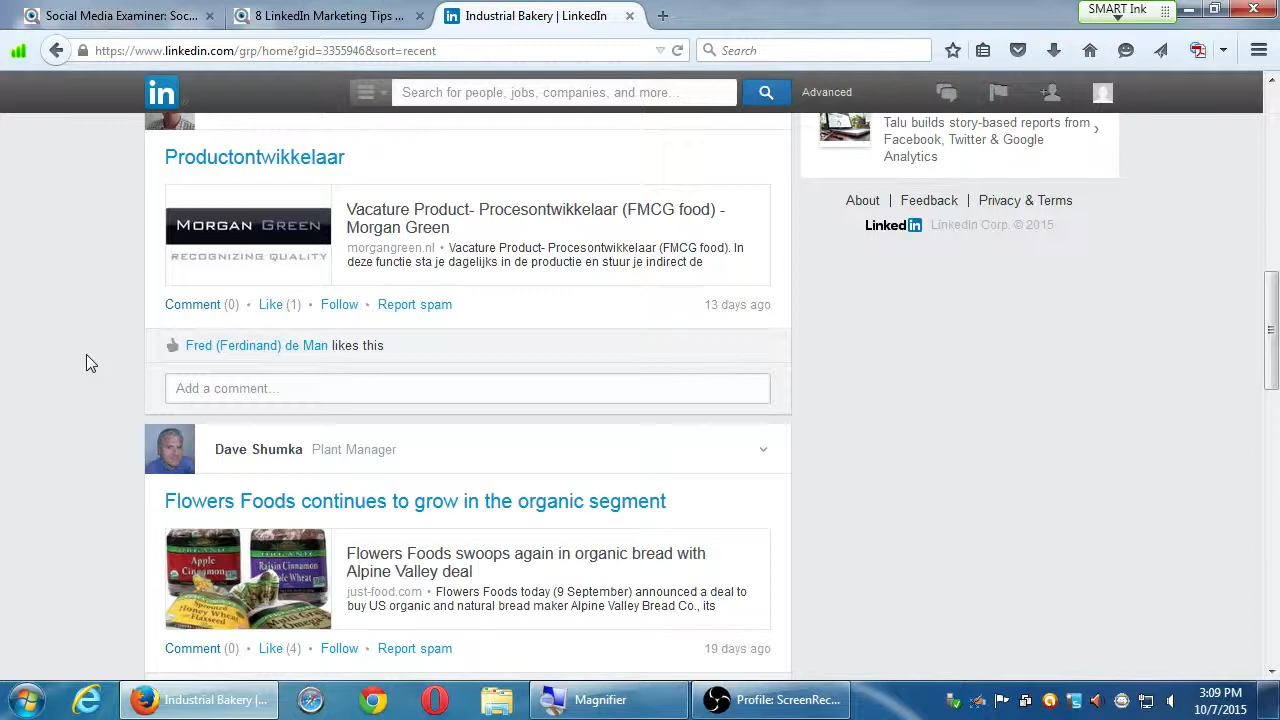 Social Media Examiner: Soc...
8 LinkedIn Marketing Tips ...
Industrial Bakery | LinkedIn
SMART Ink
https://www.linkedin.com/grp/home?gid=3355946&sort=recent
Search
in
Search for people, jobs, companies, and more...
Advanced
Productontwikkelaar
MORGAN GREEN
RECOGNIZING QUALITY
Vacature Product- Procesontwikkelaar (FMCG food) -
Morgan Green
morgangreen.nl • Vacature Product- Procesontwikkelaar (FMCG food). In
deze functie sta je dagelijks in de productie en stuur je indirect de
Comment (0) • Like (1) • Follow • Report spam
13 days ago
Fred (Ferdinand) de Man likes this
Add a comment...
Dave Shumka Plant Manager
Flowers Foods continues to grow in the organic segment
Apple
Cinnamon
Raisin Cinnamon
Whole Wheat
Sprouted
Honey Wheat
Flaxseed
Flowers Foods swoops again in organic bread with
Alpine Valley deal
just-food.com • Flowers Foods today (9 September) announced a deal to
buy US organic and natural bread maker Alpine Valley Bread Co., its
Comment (0) • Like (4) • Follow • Report spam
19 days ago
Talu builds story-based reports from
Facebook, Twitter & Google
Analytics
About | Feedback | Privacy & Terms
LinkedIn LinkedIn Corp. © 2015
Industrial Bakery |...
Magnifier
Profile: ScreenRec...
3:09 PM
10/7/2015